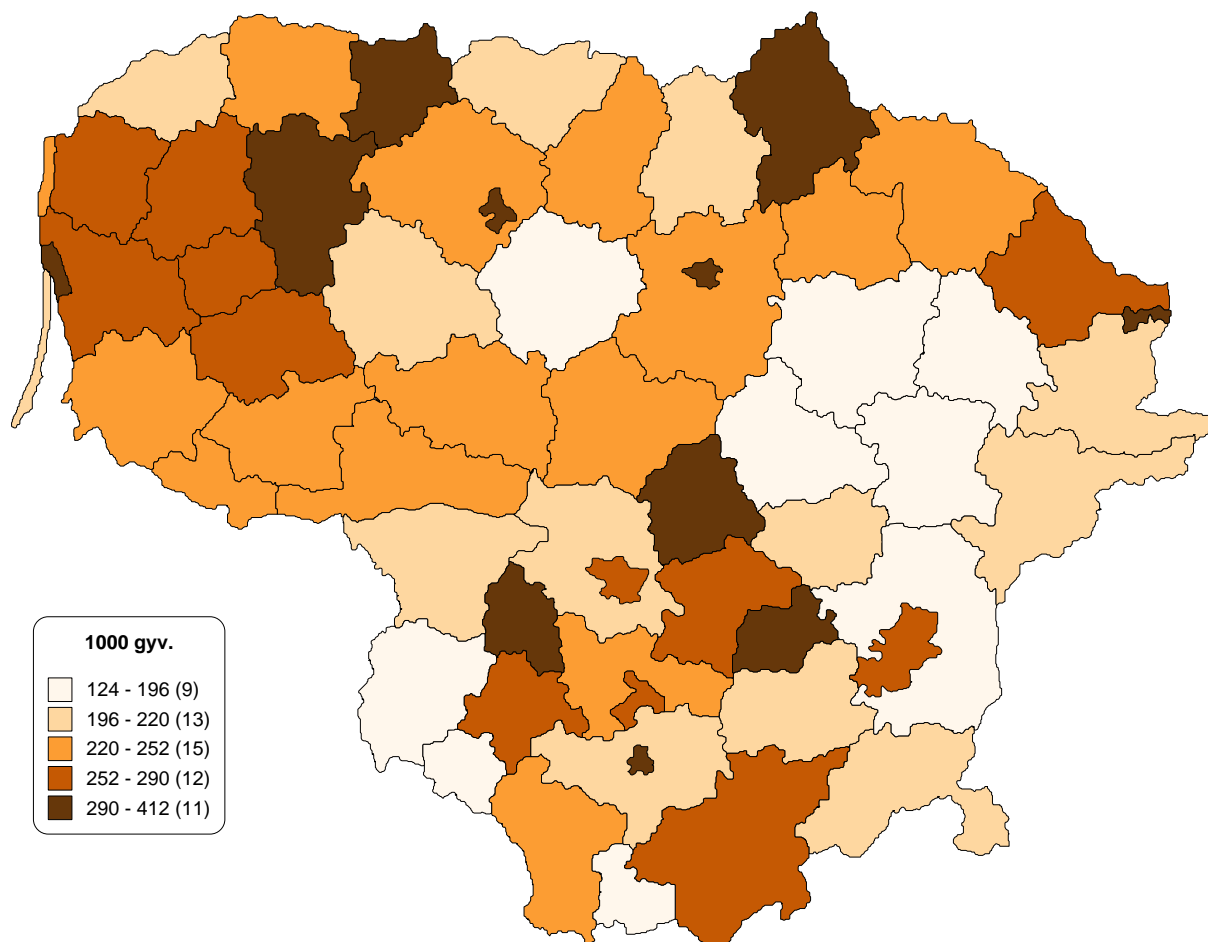 1000 gyv.
124 - 196 (9)
196 - 220 (13)
220 - 252 (15)
252 - 290 (12)
290 - 412 (11)